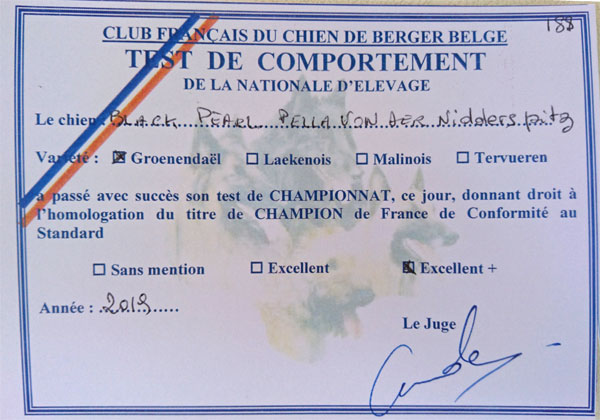 188
CLUB FRANÇAIS DU CHIEN DE BERGER BELGE
TEST DE COMPORTEMENT
DE LA NATIONALE D'ELEVAGE
Le chien : BLACK PEARL PELLA VON DER Nidderspitz
Variété : ☒ Groenendaël ☐ Laekenois ☐ Malinois ☐ Tervueren
a passé avec succès son test de CHAMPIONNAT, ce jour, donnant droit à
l'homologation du titre de CHAMPION de France de Conformité au
Standard
☐ Sans mention ☐ Excellent ☒ Excellent +
Année : 2019
Le Juge